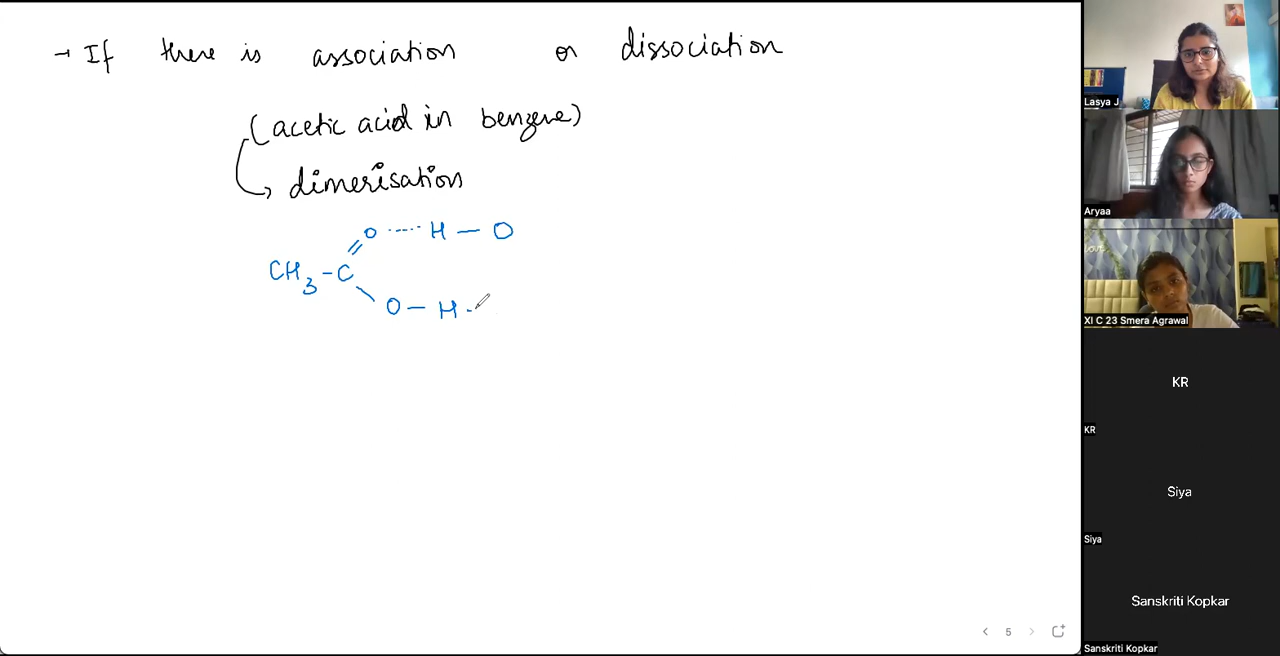 → If there is association or dissociation
(acetic acid in benzene)
→ dimerisation
O ----- H — O
CH3 - C
O — H -
5
Lasya J
Aryaa
XI C 23 Smera Agrawal
KR
KR
Siya
Siya
Sanskriti Kopkar
Sanskriti Kopkar